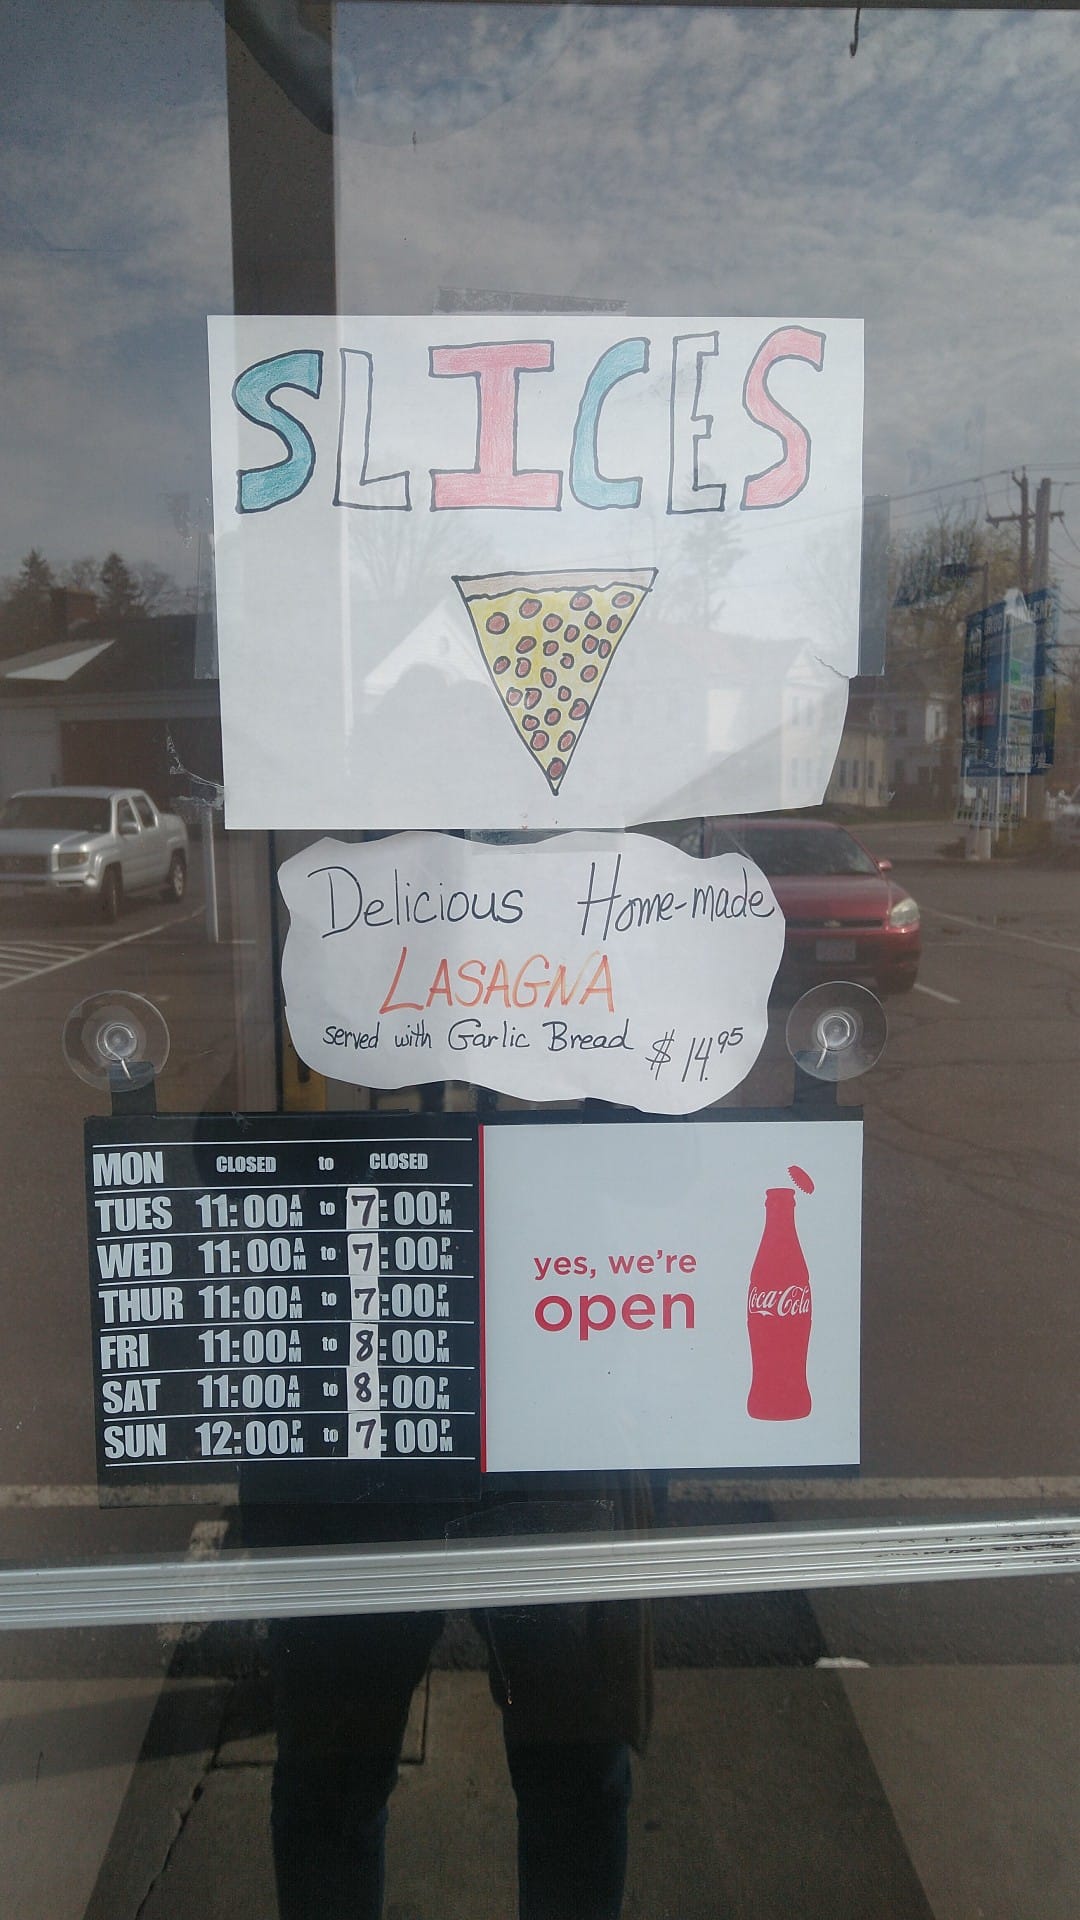 SLICES
Delicious Home-made
LASAGNA
served with Garlic Bread $14.95
MON CLOSED to CLOSED
TUES 11:00AM to 7:00PM
WED 11:00AM to 7:00PM
THUR 11:00AM to 7:00PM
FRI 11:00AM to 8:00PM
SAT 11:00AM to 8:00PM
SUN 12:00PM to 7:00PM
yes, we're
open
Coca-Cola